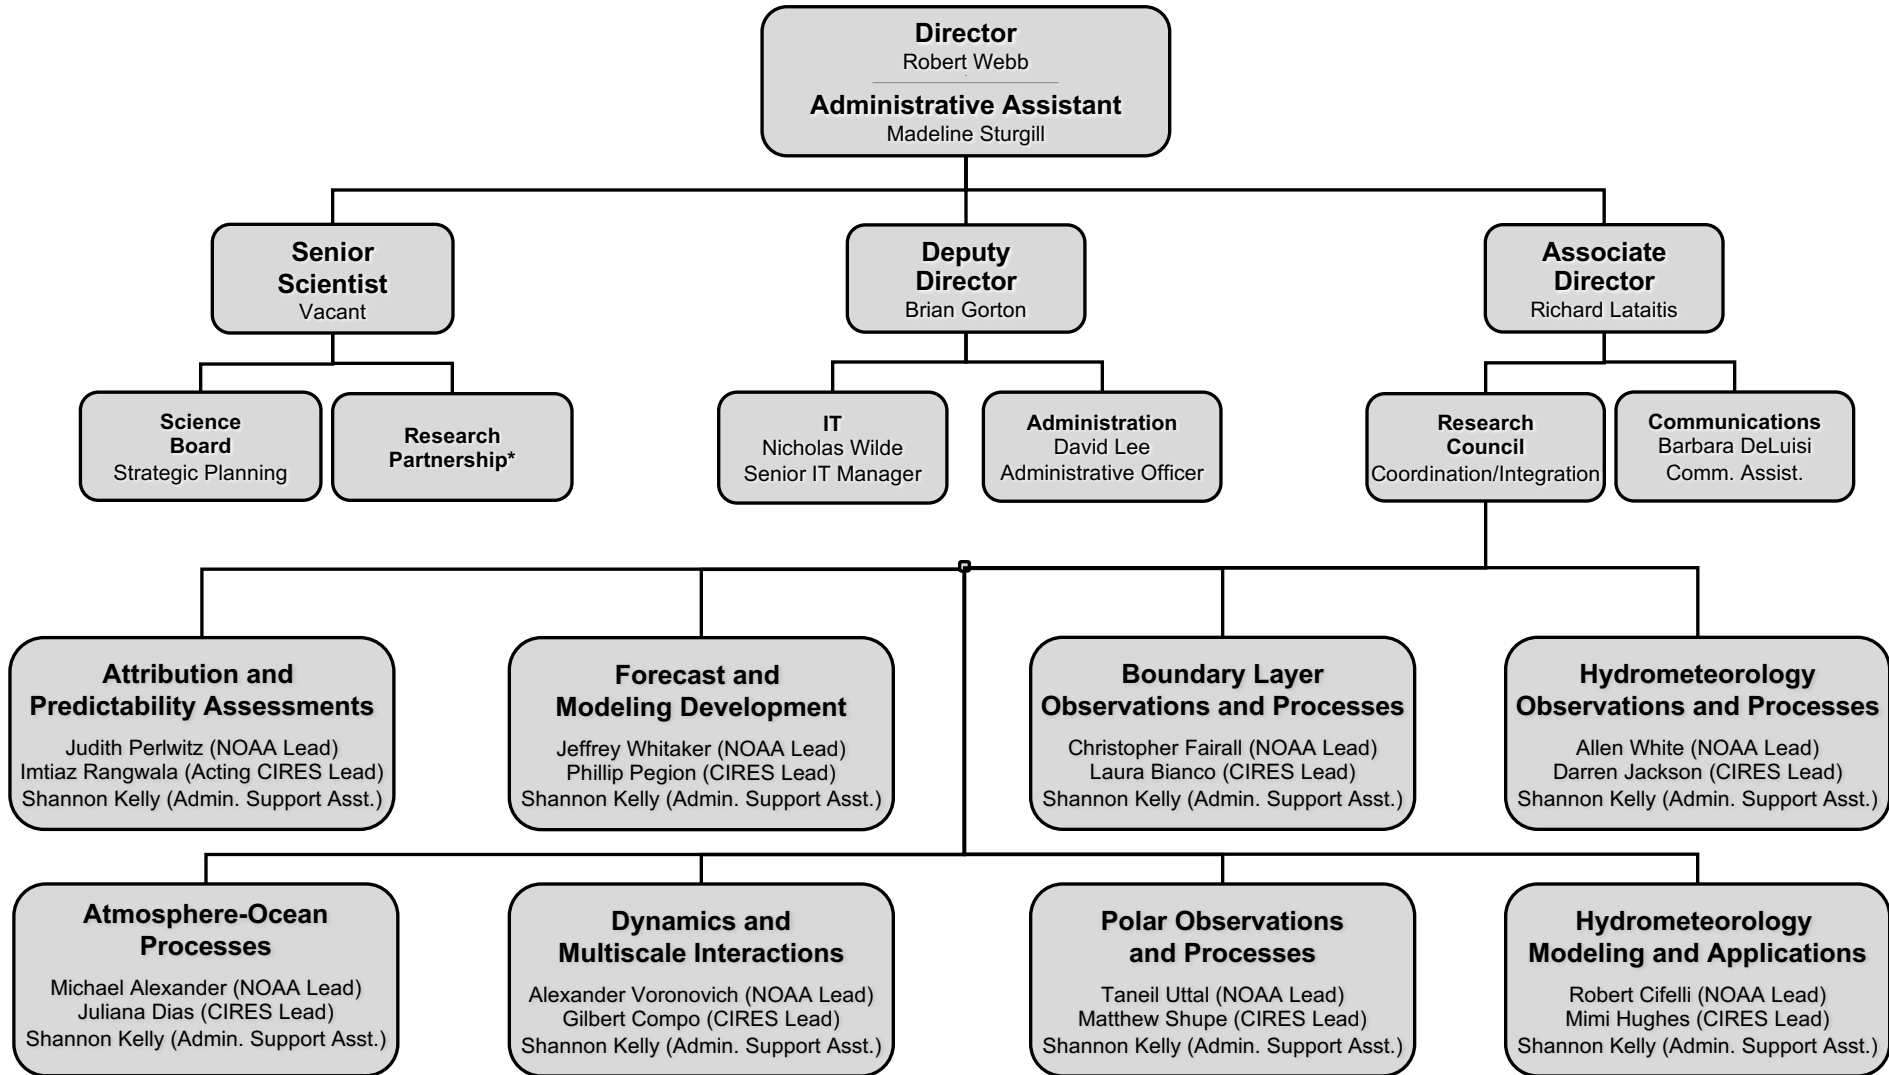 Director
Robert Webb
Administrative Assistant
Madeline Sturgill
Senior
Scientist
Vacant
Deputy
Director
Brian Gorton
Associate
Director
Richard Lataitis
Science
Board
Strategic Planning
Research
Partnership*
IT
Nicholas Wilde
Senior IT Manager
Administration
David Lee
Administrative Officer
Research
Council
Coordination/Integration
Communications
Barbara DeLuisi
Comm. Assist.
Attribution and
Predictability Assessments
Judith Perlwitz (NOAA Lead)
Imtiaz Rangwala (Acting CIRES Lead)
Shannon Kelly (Admin. Support Asst.)
Forecast and
Modeling Development
Jeffrey Whitaker (NOAA Lead)
Phillip Pegion (CIRES Lead)
Shannon Kelly (Admin. Support Asst.)
Boundary Layer
Observations and Processes
Christopher Fairall (NOAA Lead)
Laura Bianco (CIRES Lead)
Shannon Kelly (Admin. Support Asst.)
Hydrometeorology
Observations and Processes
Allen White (NOAA Lead)
Darren Jackson (CIRES Lead)
Shannon Kelly (Admin. Support Asst.)
Atmosphere-Ocean
Processes
Michael Alexander (NOAA Lead)
Juliana Dias (CIRES Lead)
Shannon Kelly (Admin. Support Asst.)
Dynamics and
Multiscale Interactions
Alexander Voronovich (NOAA Lead)
Gilbert Compo (CIRES Lead)
Shannon Kelly (Admin. Support Asst.)
Polar Observations
and Processes
Taneil Uttal (NOAA Lead)
Matthew Shupe (CIRES Lead)
Shannon Kelly (Admin. Support Asst.)
Hydrometeorology
Modeling and Applications
Robert Cifelli (NOAA Lead)
Mimi Hughes (CIRES Lead)
Shannon Kelly (Admin. Support Asst.)